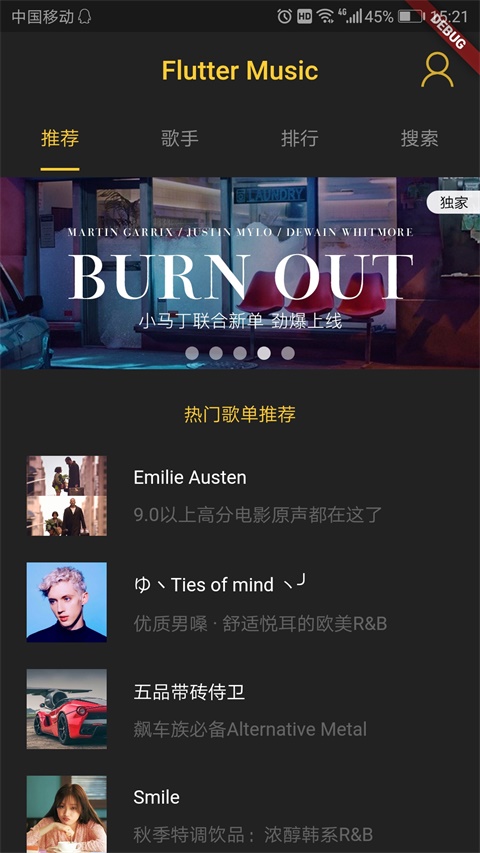 中国移动
HD
4G
45%
15:21
DEBUG
Flutter Music
推荐
歌手
排行
搜索
独家
LAUNDRY
MARTIN GARRIX / JUSTIN MYLO / DEWAIN WHITMORE
BURN OUT
小马丁联合新单 劲爆上线
热门歌单推荐
Emilie Austen
9.0以上高分电影原声都在这了
ゆヽTies of mind ヽ╯
优质男嗓 · 舒适悦耳的欧美R&B
五品带砖侍卫
飙车族必备Alternative Metal
Smile
秋季特调饮品：浓醇韩系R&B